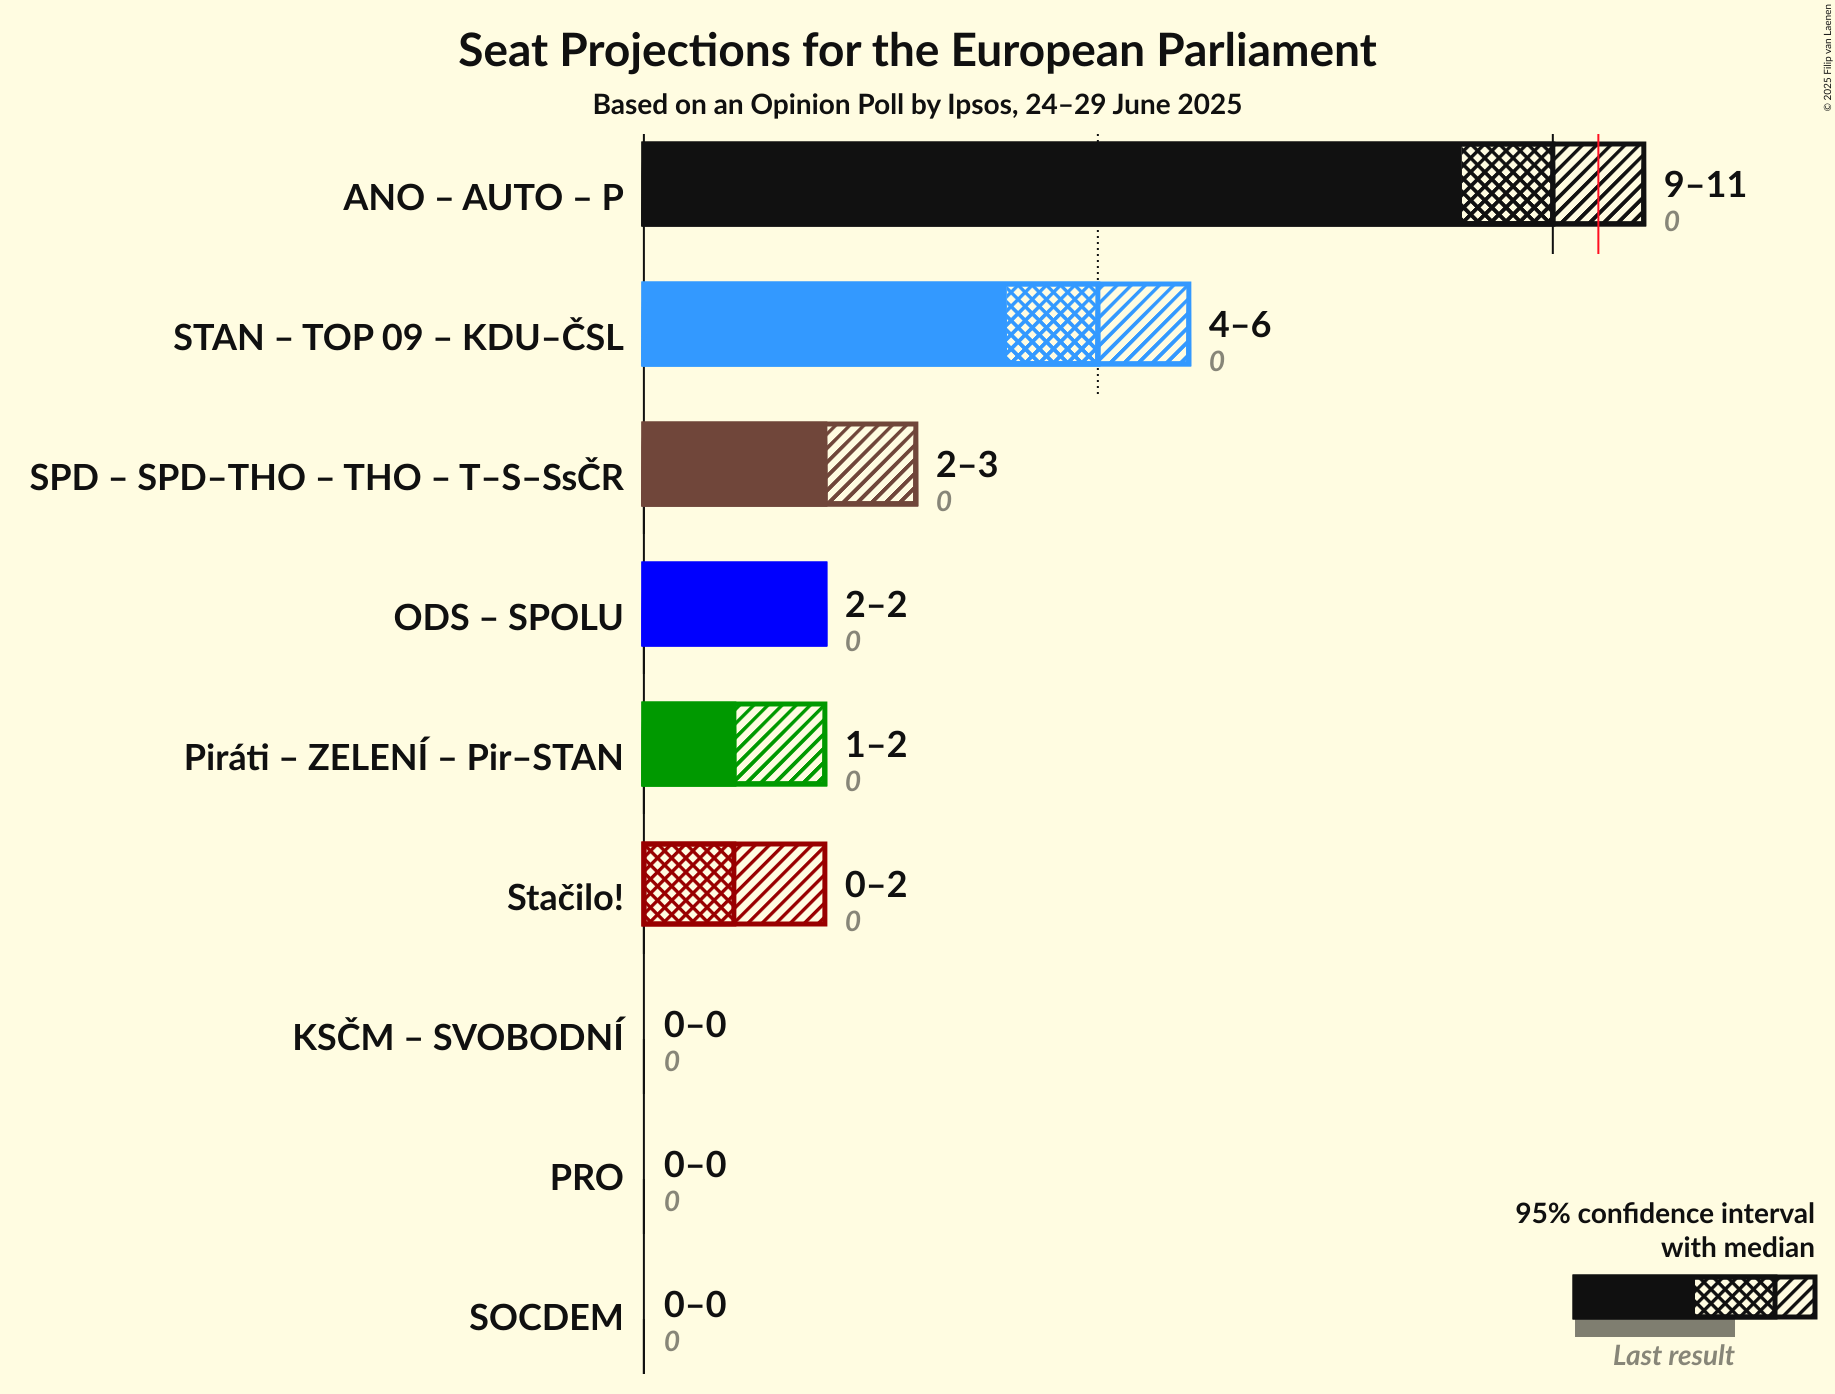 Seat Projections for the European Parliament
Based on an Opinion Poll by Ipsos, 24–29 June 2025
© 2025 Filip van Laenen
ANO – AUTO – P
9–11
0
STAN – TOP 09 – KDU–ČSL
4–6
0
SPD – SPD–THO – THO – T–S–SsČR
2–3
0
ODS – SPOLU
2–2
0
Piráti – ZELENÍ – Pir–STAN
1–2
0
Stačilo!
0–2
0
KSČM – SVOBODNÍ
0–0
0
PRO
0–0
0
SOCDEM
0–0
0
95% confidence interval
with median
Last result